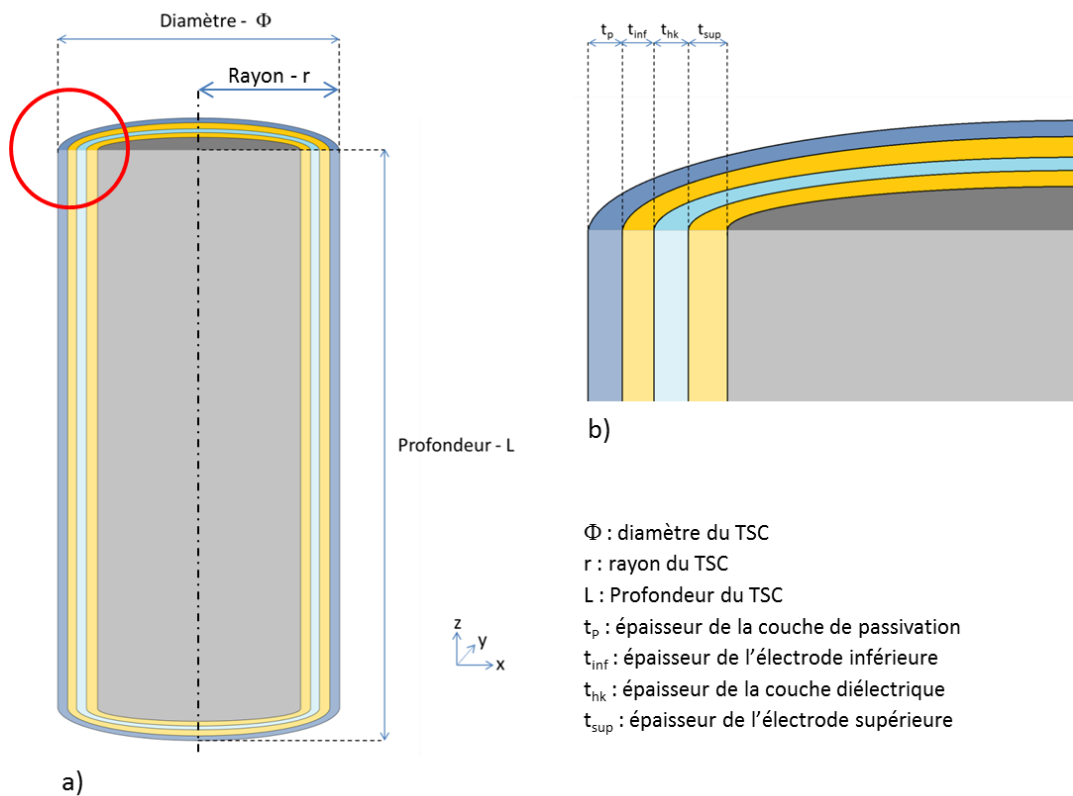 Diamètre - Φ
Rayon - r
Profondeur - L
z
y
x
a)
tp tinf thk tsup
b)
Φ : diamètre du TSC
r : rayon du TSC
L : Profondeur du TSC
tp : épaisseur de la couche de passivation
tinf : épaisseur de l’électrode inférieure
thk : épaisseur de la couche diélectrique
tsup : épaisseur de l’électrode supérieure